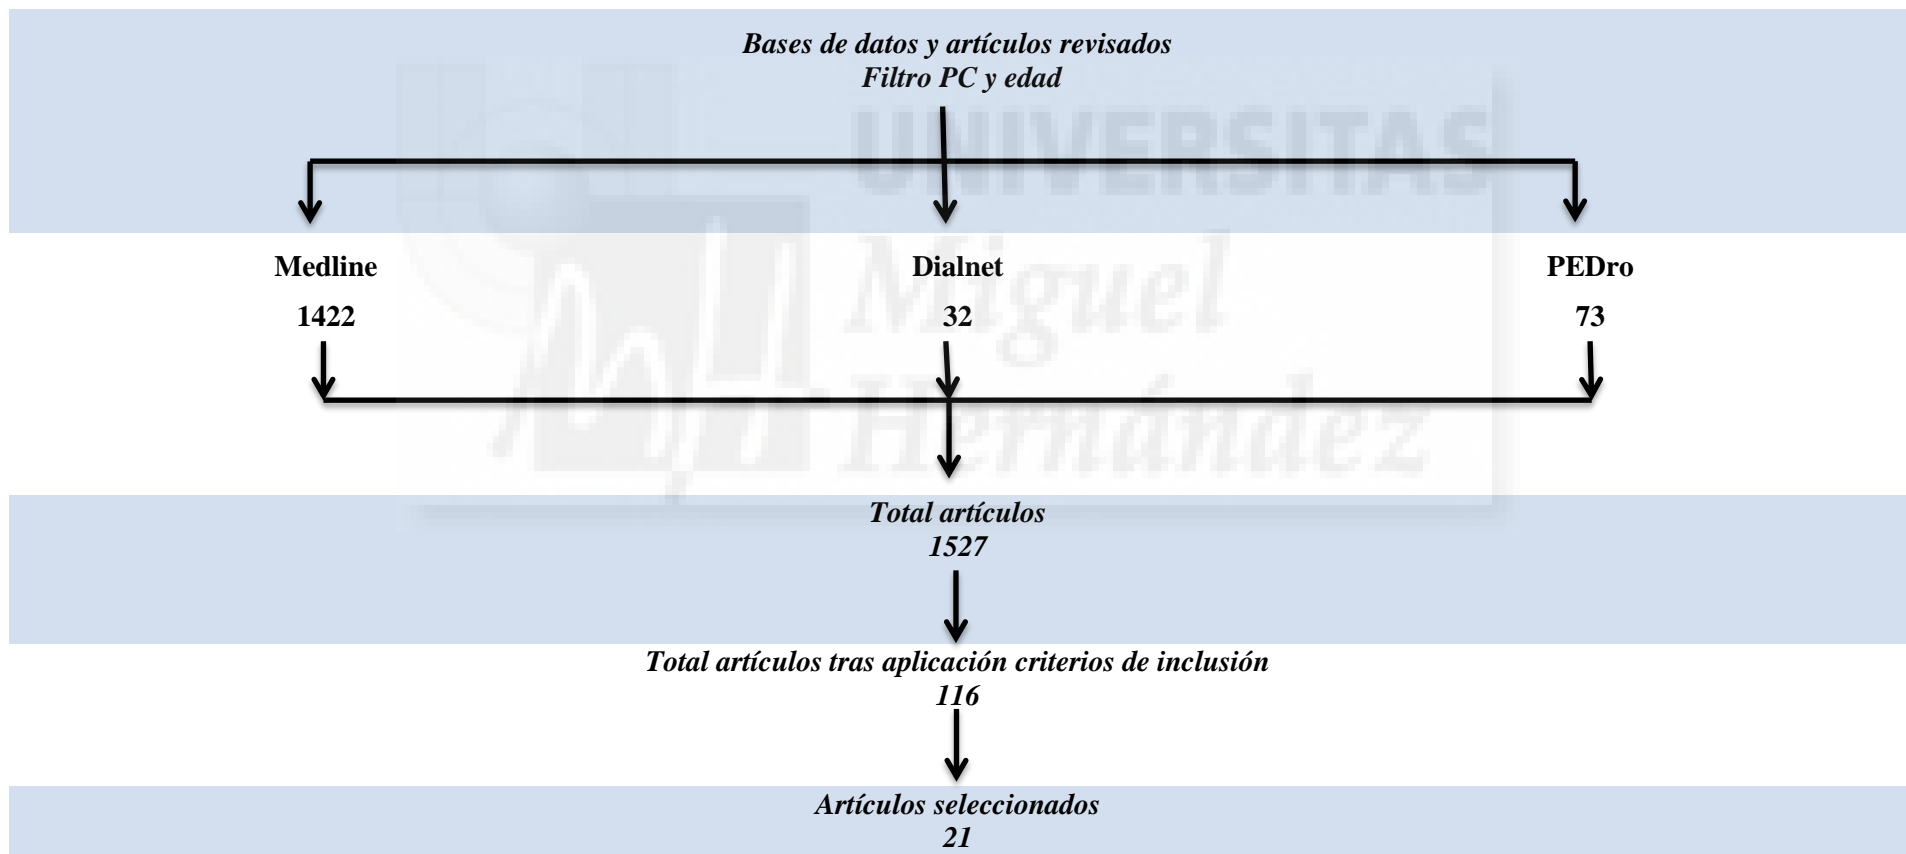 Bases de datos y artículos revisados
Filtro PC y edad
UNIVERSITAS
Miguel
Hernández
Medline
Dialnet
PEDro
1422
32
73
Total artículos
1527
Total artículos tras aplicación criterios de inclusión
116
Artículos seleccionados
21